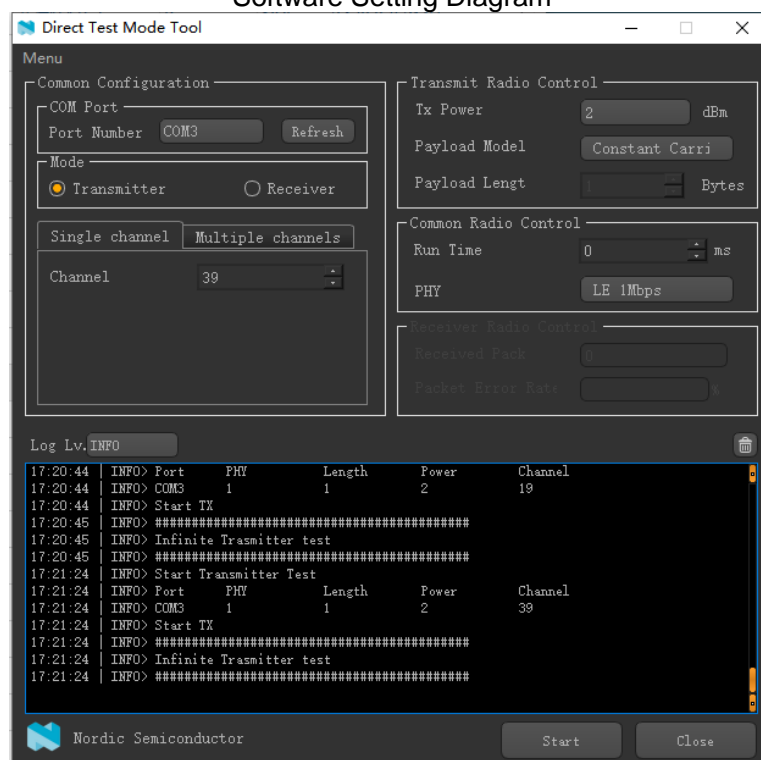 Software Setting Diagram
Direct Test Mode Tool
Menu
Common Configuration
COM Port
Port Number COM3 Refresh
Mode
Transmitter Receiver
Single channel Multiple channels
Channel 39
Transmit Radio Control
Tx Power 2 dBm
Payload Model Constant Carri
Payload Lengt 1 Bytes
Common Radio Control
Run Time 0 ms
PHY LE 1Mbps
Receiver Radio Control
Received Pack 0
Packet Error Rate %
Log Lv. INFO
17:20:44 | INFO> Port PHY Length Power Channel
17:20:44 | INFO> COM3 1 1 2 19
17:20:44 | INFO> Start TX
17:20:45 | INFO> ###########################################
17:20:45 | INFO> Infinite Trasmitter test
17:20:45 | INFO> ###########################################
17:21:24 | INFO> Start Transmitter Test
17:21:24 | INFO> Port PHY Length Power Channel
17:21:24 | INFO> COM3 1 1 2 39
17:21:24 | INFO> Start TX
17:21:24 | INFO> ###########################################
17:21:24 | INFO> Infinite Trasmitter test
17:21:24 | INFO> ###########################################
Nordic Semiconductor Start Close